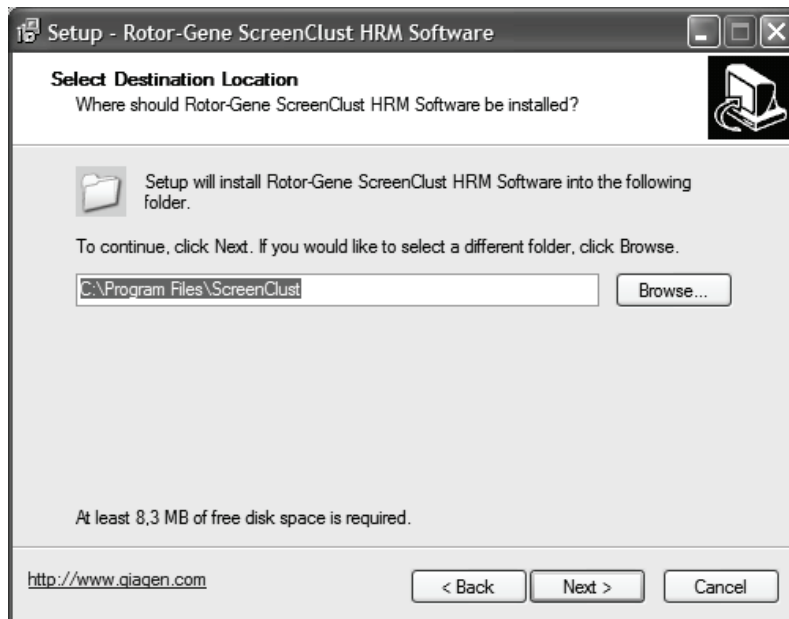 Setup - Rotor-Gene ScreenClust HRM Software
Select Destination Location
Where should Rotor-Gene ScreenClust HRM Software be installed?
Setup will install Rotor-Gene ScreenClust HRM Software into the following
folder.
To continue, click Next. If you would like to select a different folder, click Browse.
C:\Program Files\ScreenClust
Browse...
At least 8,3 MB of free disk space is required.
http://www.qiagen.com
< Back
Next >
Cancel